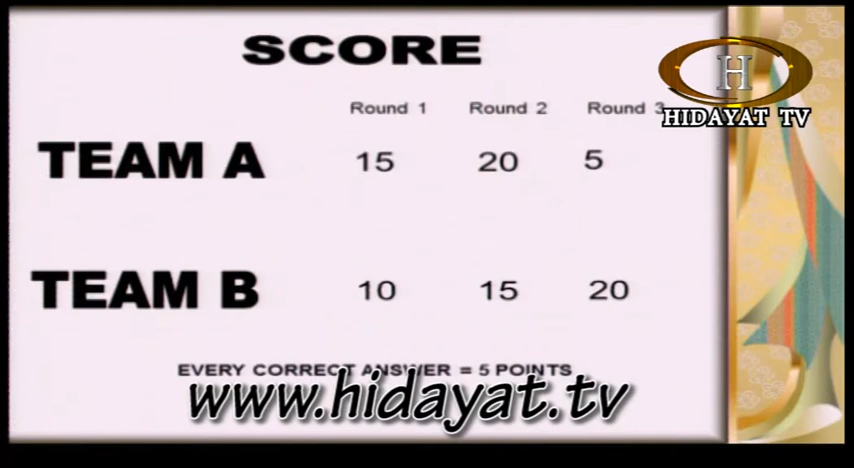 SCORE
Round 1 Round 2 Round 3
TEAM A 15 20 5
TEAM B 10 15 20
EVERY CORRECT ANSWER = 5 POINTS
www.hidayat.tv
H
HIDAYAT TV